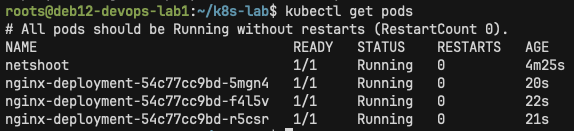 roots@deb12-devops-lab1:~/k8s-lab$ kubectl get pods
# All pods should be Running without restarts (RestartCount 0).
NAME READY STATUS RESTARTS AGE
netshoot 1/1 Running 0 4m25s
nginx-deployment-54c77cc9bd-5mgn4 1/1 Running 0 20s
nginx-deployment-54c77cc9bd-f4l5v 1/1 Running 0 22s
nginx-deployment-54c77cc9bd-r5csr 1/1 Running 0 21s